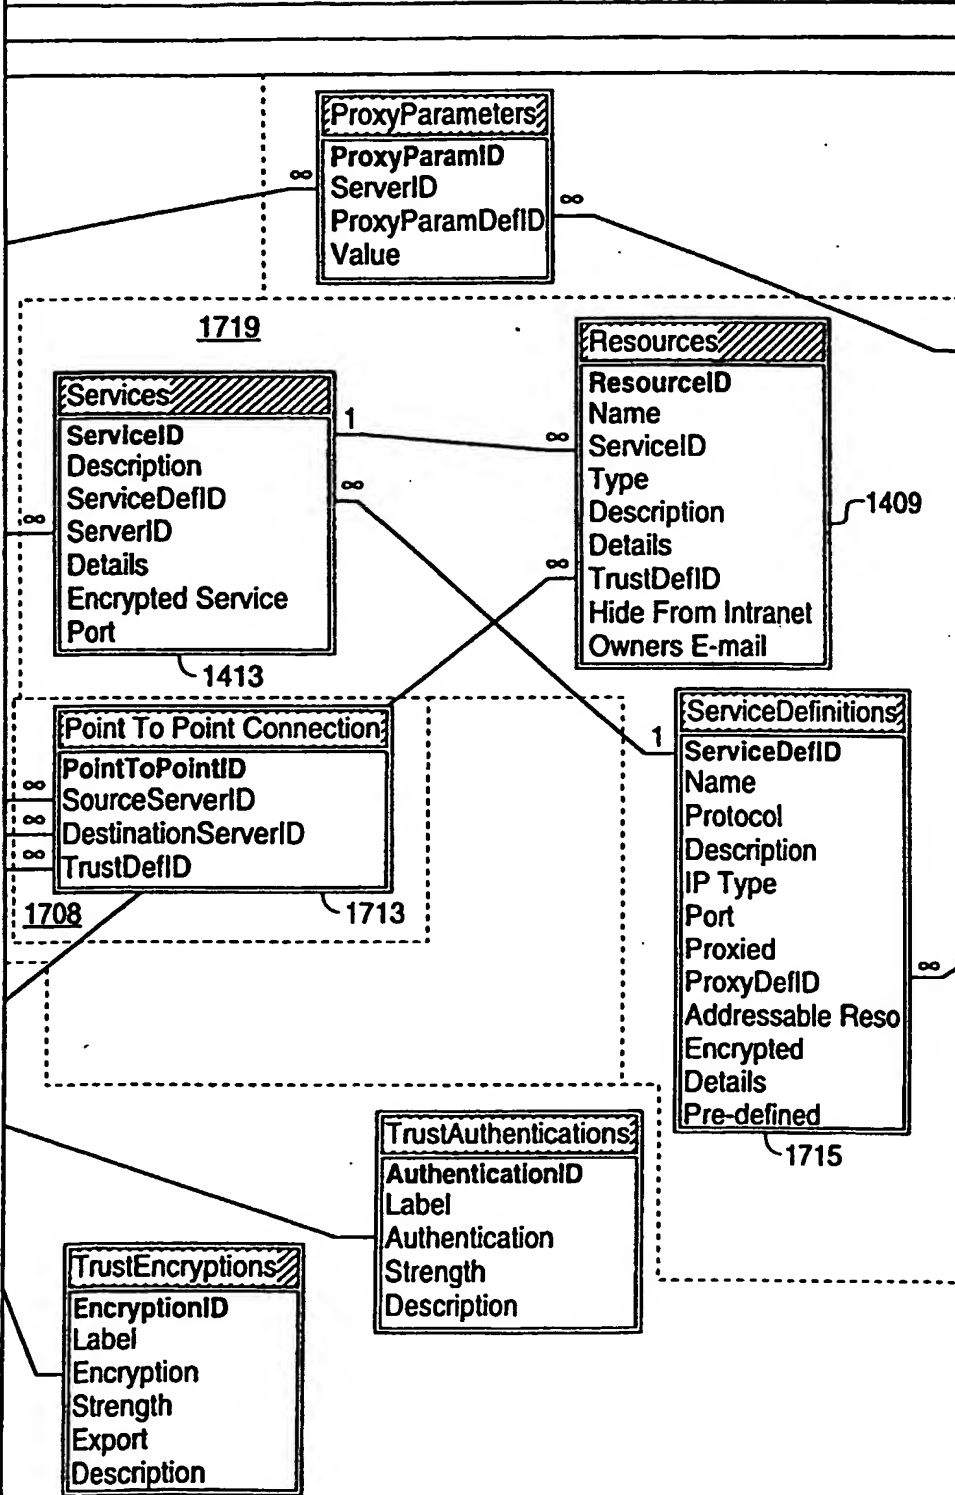 ProxyParameters
ProxyParamID
∞
ServerID
∞
ProxyParamDefID
Value
1719
Resources
ResourceID
Name
ServiceID
Type
Description
Details
TrustDefID
Hide From Intranet
Owners E-mail
∞
∞
1409
Services
ServiceID
Description
ServiceDefID
ServerID
Details
Encrypted Service
Port
1
∞
∞
1413
Point To Point Connection
PointToPointID
∞ SourceServerID
∞ DestinationServerID
∞ TrustDefID
1708
1713
ServiceDefinitions
1
ServiceDefID
Name
Protocol
Description
IP Type
Port
Proxied
ProxyDefID
∞
Addressable Reso
Encrypted
Details
Pre-defined
1715
TrustAuthentications
AuthenticationID
Label
Authentication
Strength
Description
TrustEncryptions
EncryptionID
Label
Encryption
Strength
Export
Description